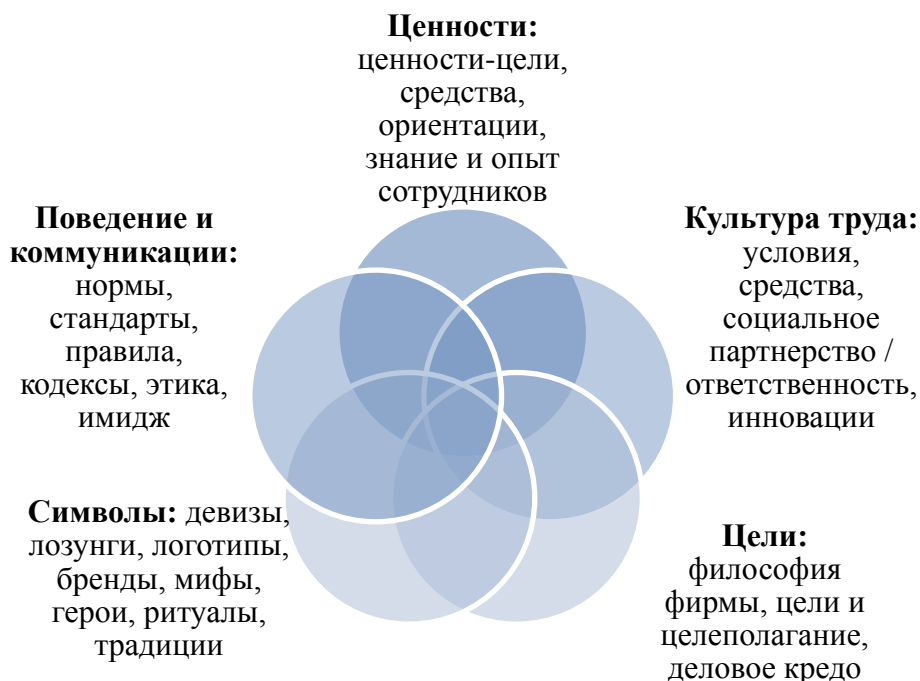 Ценности:
ценности-цели,
средства,
ориентации,
знание и опыт
сотрудников
Поведение и
коммуникации:
нормы,
стандарты,
правила,
кодексы, этика,
имидж
Культура труда:
условия,
средства,
социальное
партнерство /
ответственность,
инновации
Символы: девизы,
лозунги, логотипы,
бренды, мифы,
герои, ритуалы,
традиции
Цели:
философия
фирмы, цели и
целеполагание,
деловое кредо